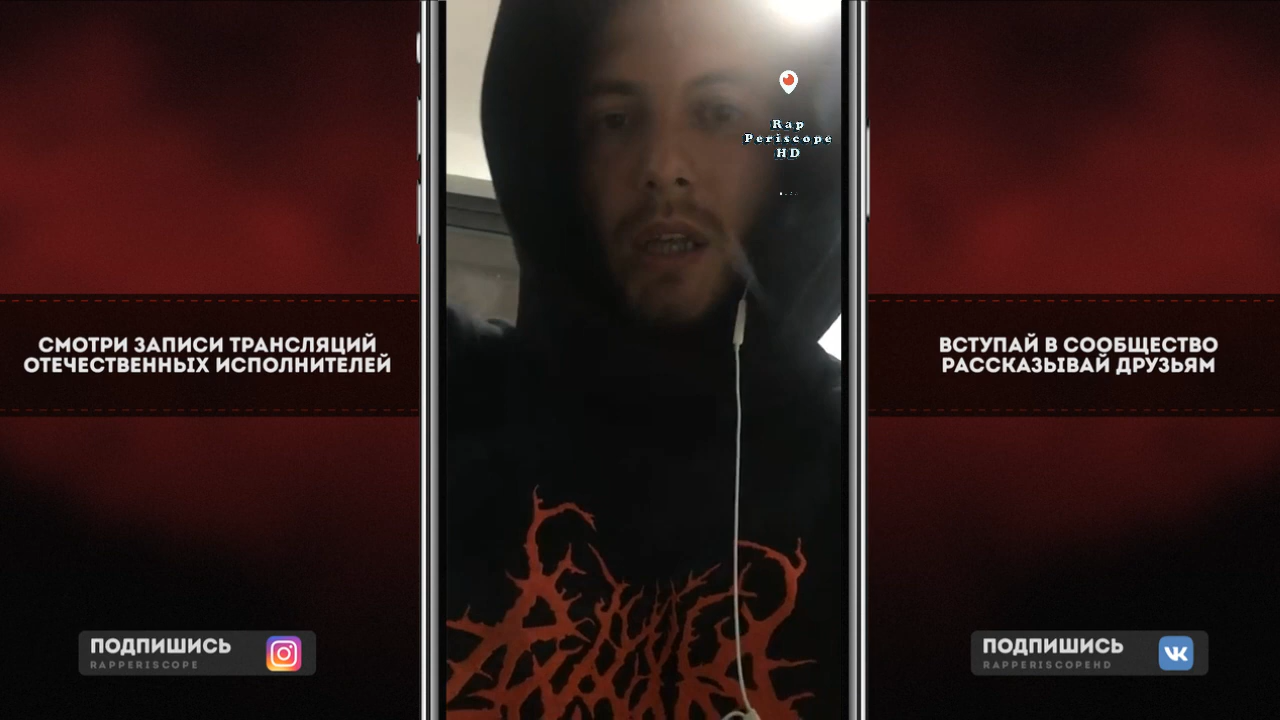 Rap
Periscope
HD
СМОТРИ ЗАПИСИ ТРАНСЛЯЦИЙ
ОТЕЧЕСТВЕННЫХ ИСПОЛНИТЕЛЕЙ
ВСТУПАЙ В СООБЩЕСТВО
РАССКАЗЫВАЙ ДРУЗЬЯМ
ПОДПИШИСЬ
RAPPERISCOPE
ПОДПИШИСЬ
RAPPERISCOPEHD